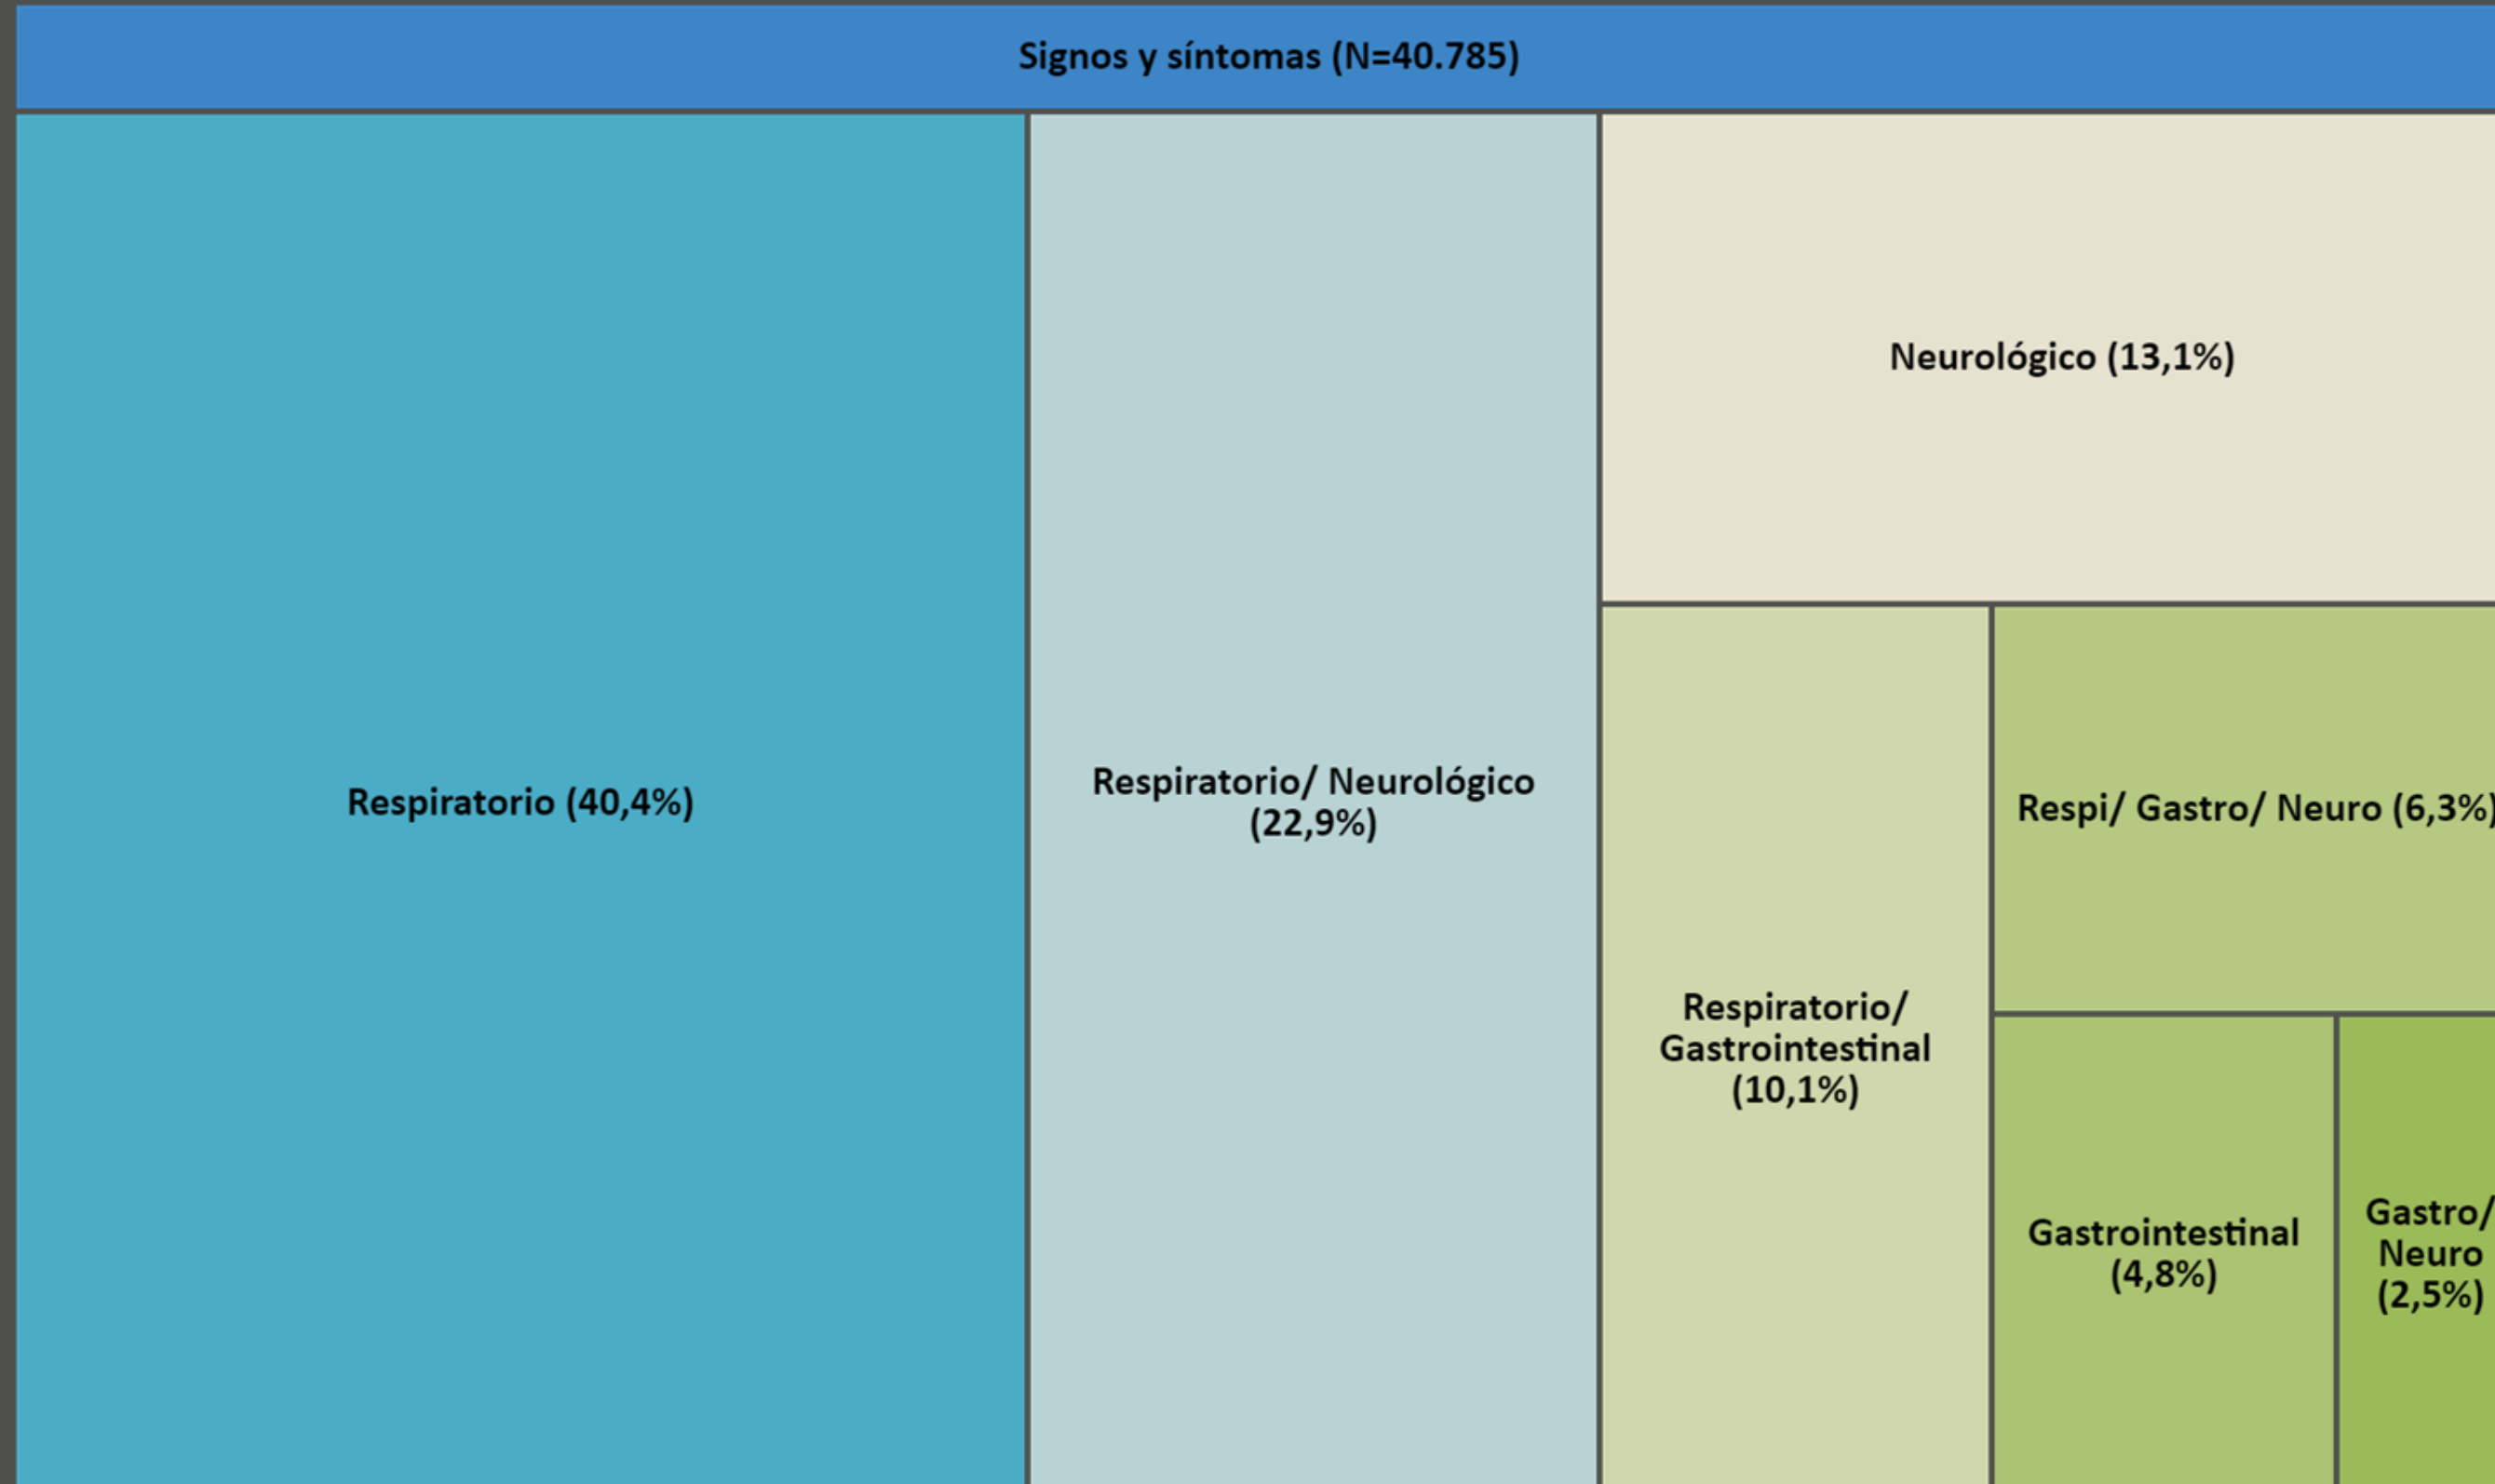 Signos y síntomas (N=40.785)
Respiratorio (40,4%)
Respiratorio/ Neurológico
(22,9%)
Neurológico (13,1%)
Respiratorio/
Gastrointestinal
(10,1%)
Respi/ Gastro/ Neuro (6,3%)
Gastrointestinal
(4,8%)
Gastro/
Neuro
(2,5%)